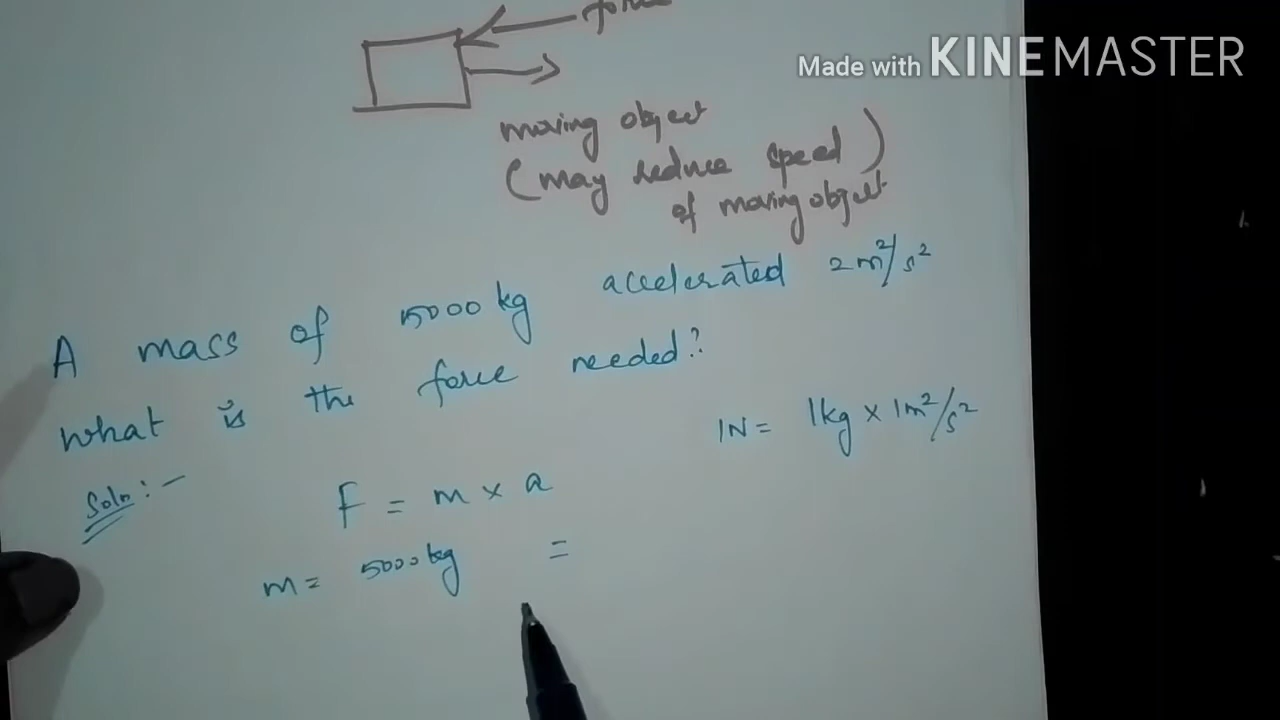 force
Made with KINEMASTER
moving object
(may reduce speed)
of moving object
A mass of 5000 kg accelerated 2 m²/s²
what is the force needed?
1N = 1kg × 1m²/s²
Soln :-
F = m × a
m = 5000 kg =